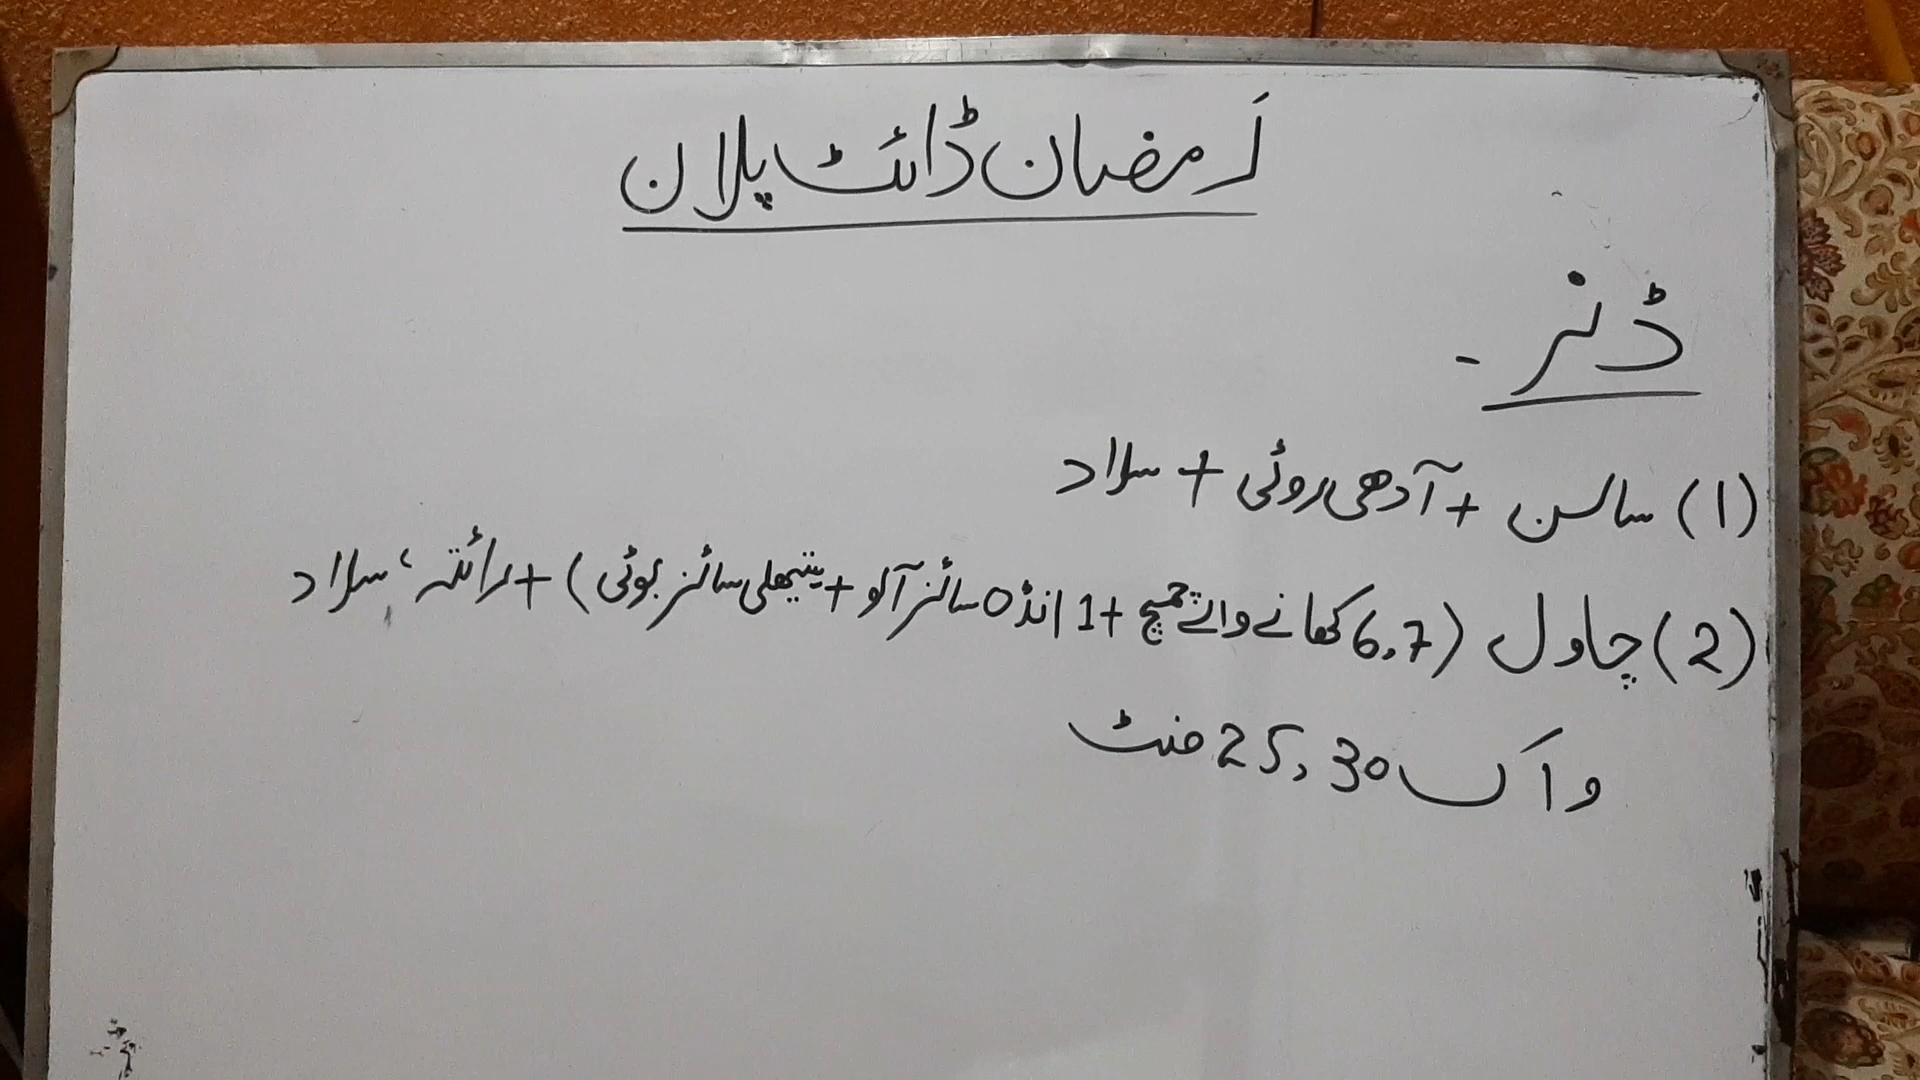 رمضان ڈائٹ پلان
ڈنر -
(1) سالن + آدھی روٹی + سلاد
(2) چاول (6,7 کھانے والے چمچ + 1 انڈہ سائز آلو + ہتھیلی سائز بوٹی) + رائتہ، سلاد
واک 25,30 منٹ